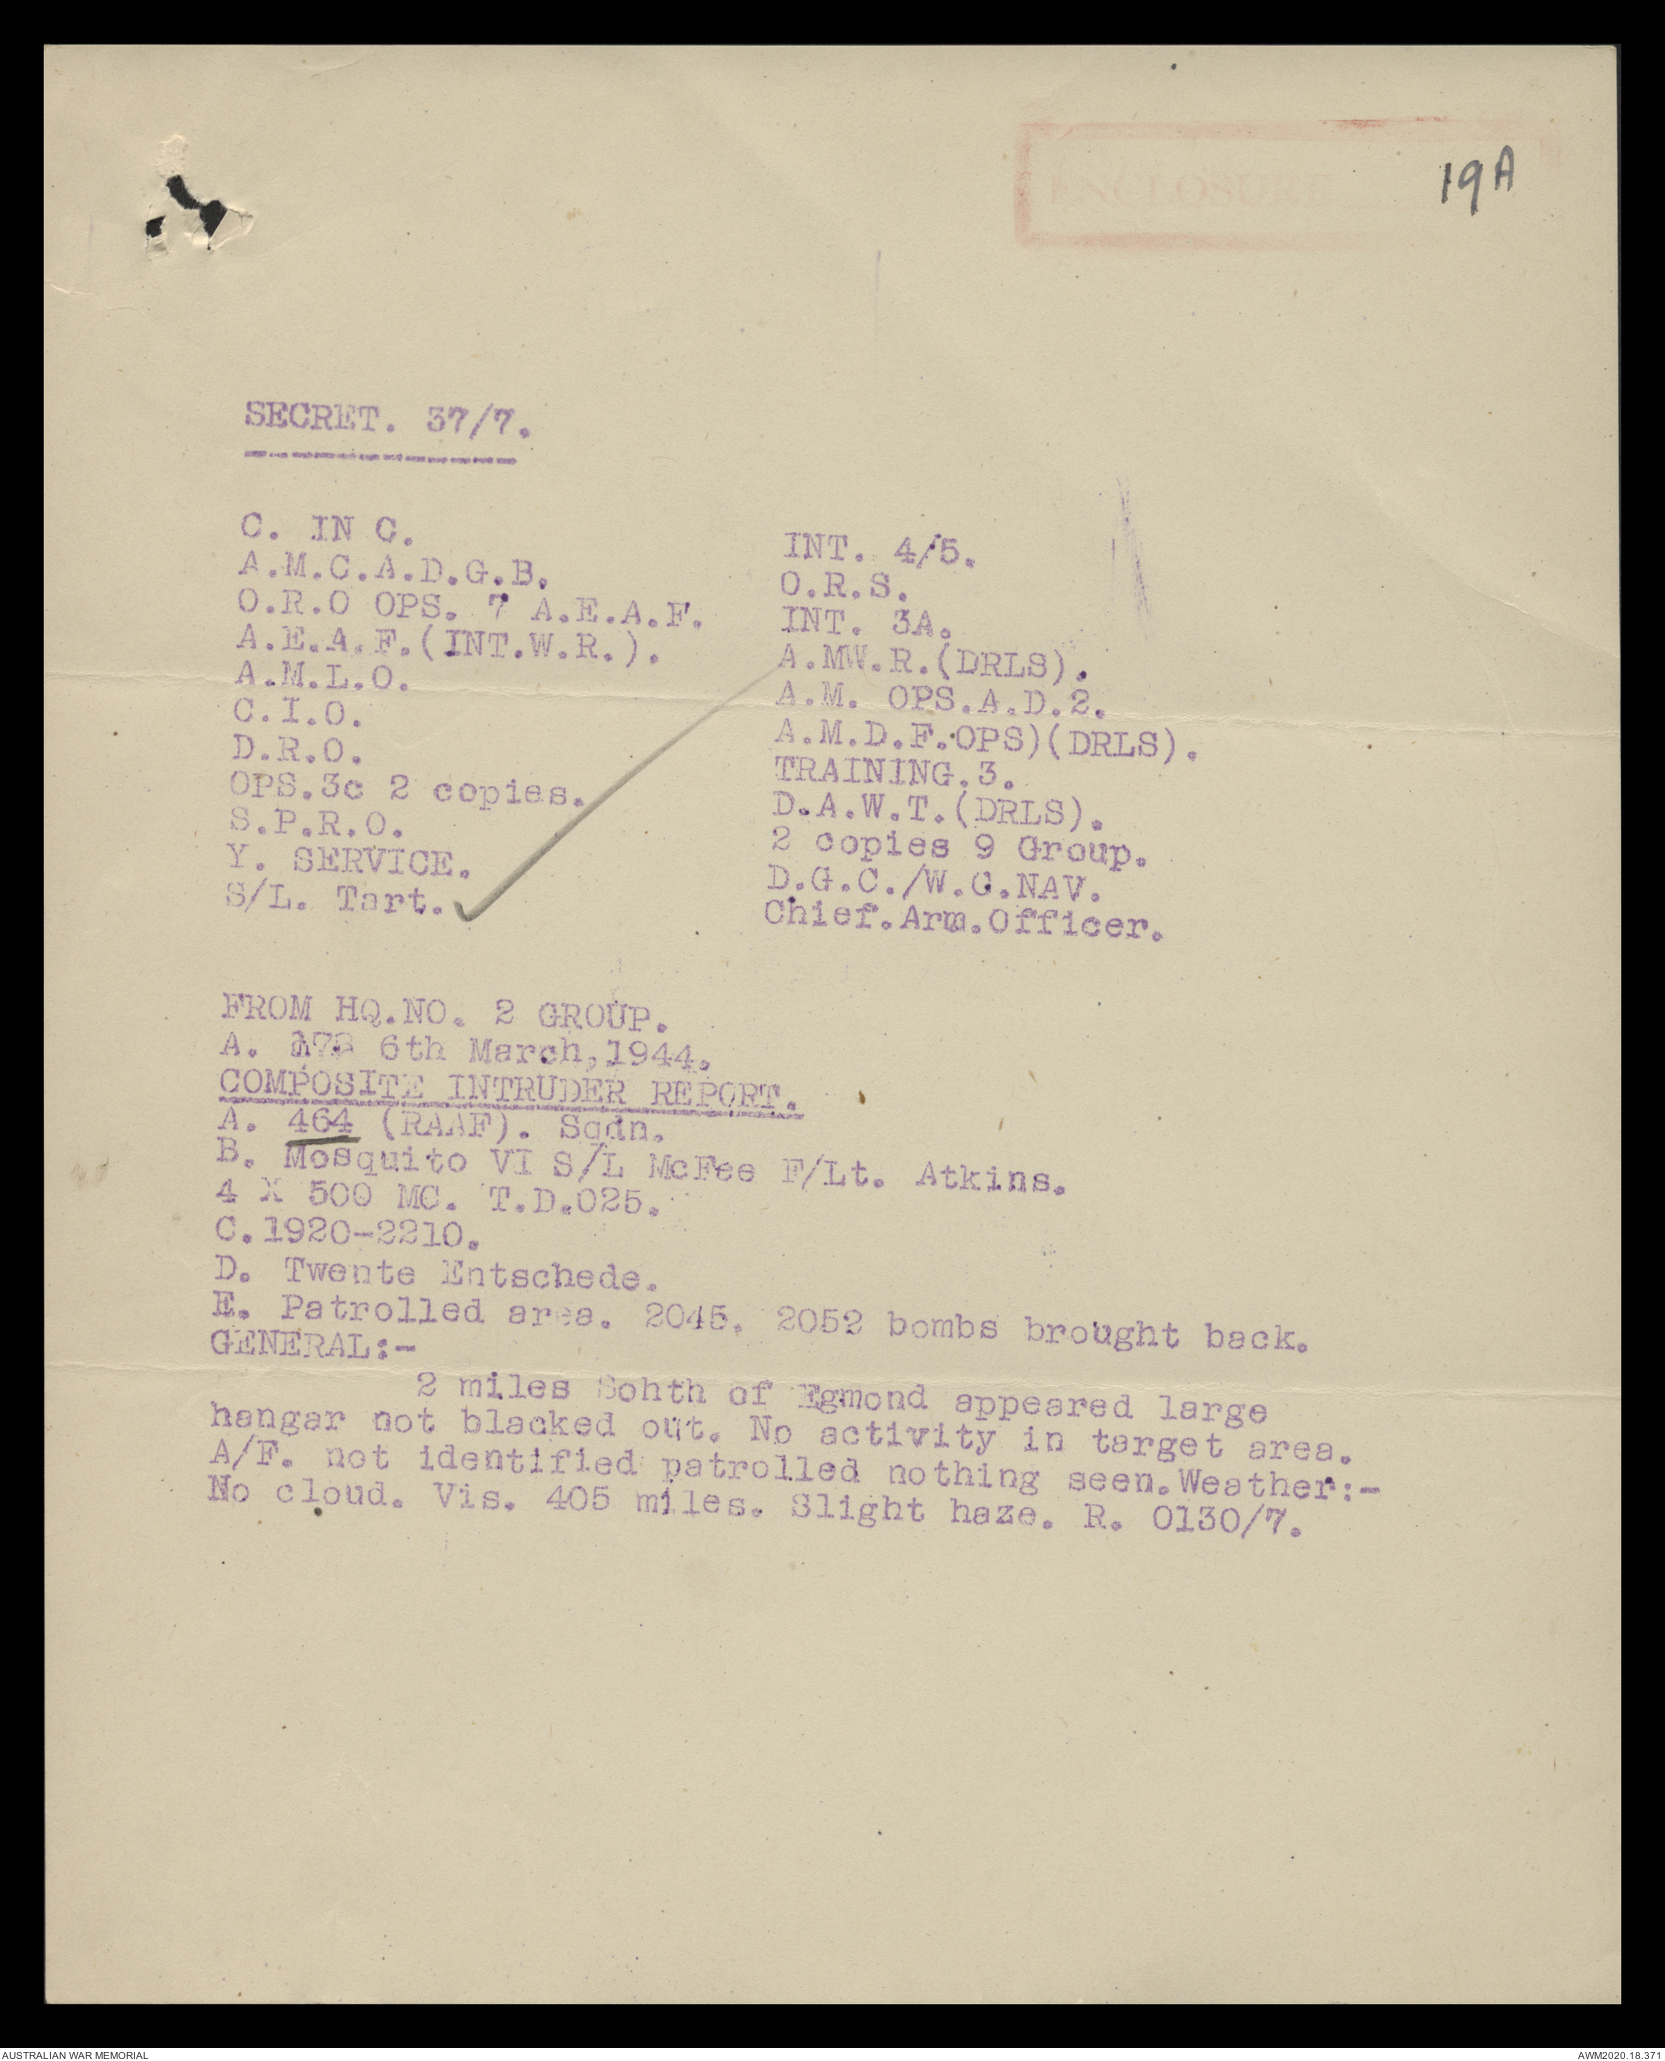 ENCLOSURE
19A
SECRET. 37/7.
C. IN C.
A.M.C.A.D.G.B.
O.R.O OPS. 7 A.E.A.F.
A.E.A.F.(INT.W.R.).
A.M.L.O.
C.I.O.
D.R.O.
OPS.3c 2 copies.
S.P.R.O.
Y. SERVICE.
S/L. Tart.
INT. 4/5.
O.R.S.
INT. 3A.
A.MW.R.(DRLS).
A.M. OPS.A.D.2.
A.M.D.F.OPS)(DRLS).
TRAINING.3.
D.A.W.T.(DRLS).
2 copies 9 Group.
D.G.C./W.C.NAV.
Chief.Arm.Officer.
FROM HQ.NO. 2 GROUP.
A. 6th March,1944.
COMPOSITE INTRUDER REPORT.
A. 464 (RAAF). Sqdn.
B. Mosquito VI S/L McFee F/Lt. Atkins.
4 X 500 MC. T.D.025.
C.1920-2210.
D. Twente Entschede.
E. Patrolled area. 2045. 2052 bombs brought back.
GENERAL:-
2 miles Sohth of Egmond appeared large
hangar not blacked out. No activity in target area.
A/F. not identified patrolled nothing seen.Weather:-
No cloud. Vis. 405 miles. Slight haze. R. 0130/7.
AUSTRALIAN WAR MEMORIAL
AWM2020.18.371